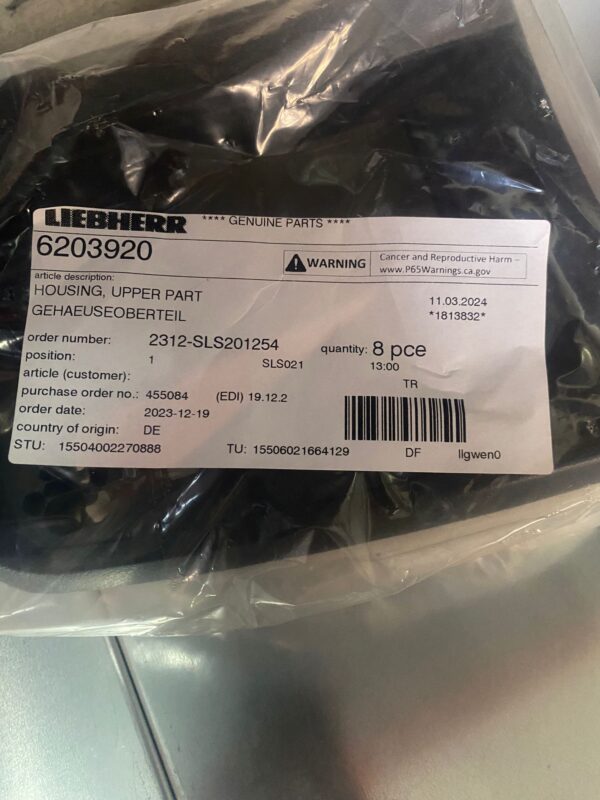 LIEBHERR **** GENUINE PARTS ****
6203920
WARNING Cancer and Reproductive Harm –
www.P65Warnings.ca.gov
article description:
HOUSING, UPPER PART
GEHAEUSEOBERTEIL
11.03.2024
*1813832*
order number: 2312-SLS201254 quantity: 8 pce
position: 1 SLS021 13:00
article (customer): TR
purchase order no.: 455084 (EDI) 19.12.2
order date: 2023-12-19
country of origin: DE
STU: 15504002270888 TU: 15506021664129 DF llgwen0